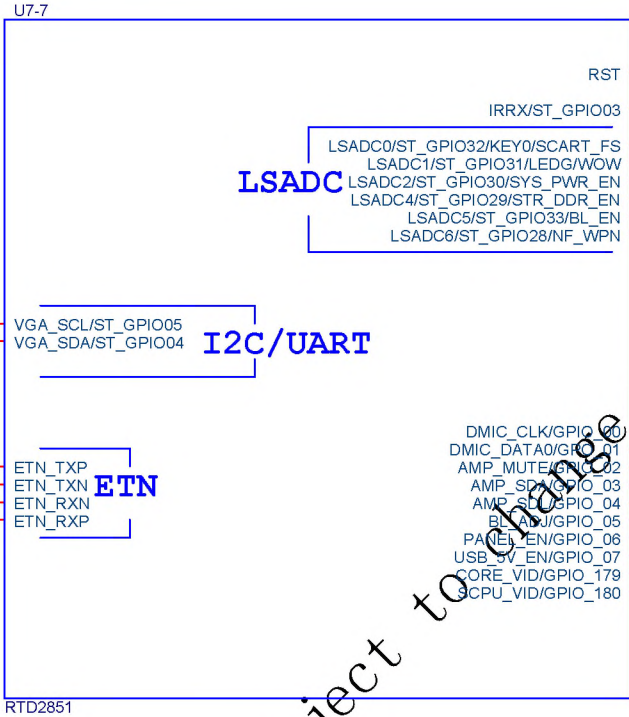 U7-7
RST
IRRX/ST_GPIO03
LSADC0/ST_GPIO32/KEY0/SCART_FS
LSADC1/ST_GPIO31/LEDG/WOW
LSADC
LSADC2/ST_GPIO30/SYS_PWR_EN
LSADC4/ST_GPIO29/STR_DDR_EN
LSADC5/ST_GPIO33/BL_EN
LSADC6/ST_GPIO28/NF_WPN
VGA_SCL/ST_GPIO05
VGA_SDA/ST_GPIO04
I2C/UART
DMIC_CLK/GPIO_00
DMIC_DATA0/GPIO_01
AMP_MUTE/GPIO_02
AMP_SDA/GPIO_03
AMP_SCL/GPIO_04
BL_ADJ/GPIO_05
PANEL_EN/GPIO_06
USB_5V_EN/GPIO_07
CORE_VID/GPIO_179
SCPU_VID/GPIO_180
ETN_TXP
ETN_TXN
ETN
ETN_RXN
ETN_RXP
to change
RTD2851